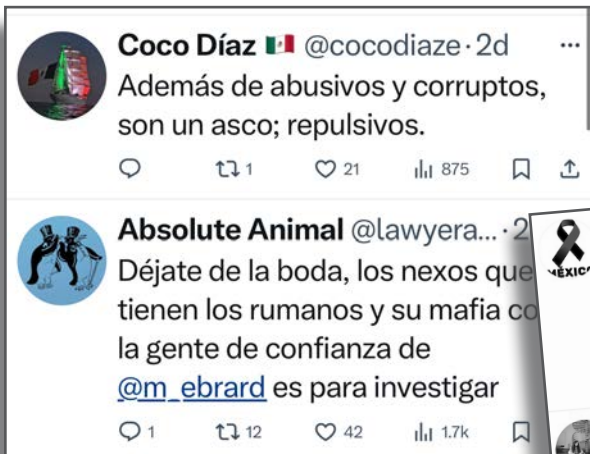 Coco Díaz 🇲🇽 @cocodiaze · 2d
Además de abusivos y corruptos,
son un asco; repulsivos.
1 21 875
Absolute Animal @lawyera... · 2
Déjate de la boda, los nexos que
tienen los rumanos y su mafia co
la gente de confianza de
@m_ebrard es para investigar
1 12 42 1.7k
MÉXICO